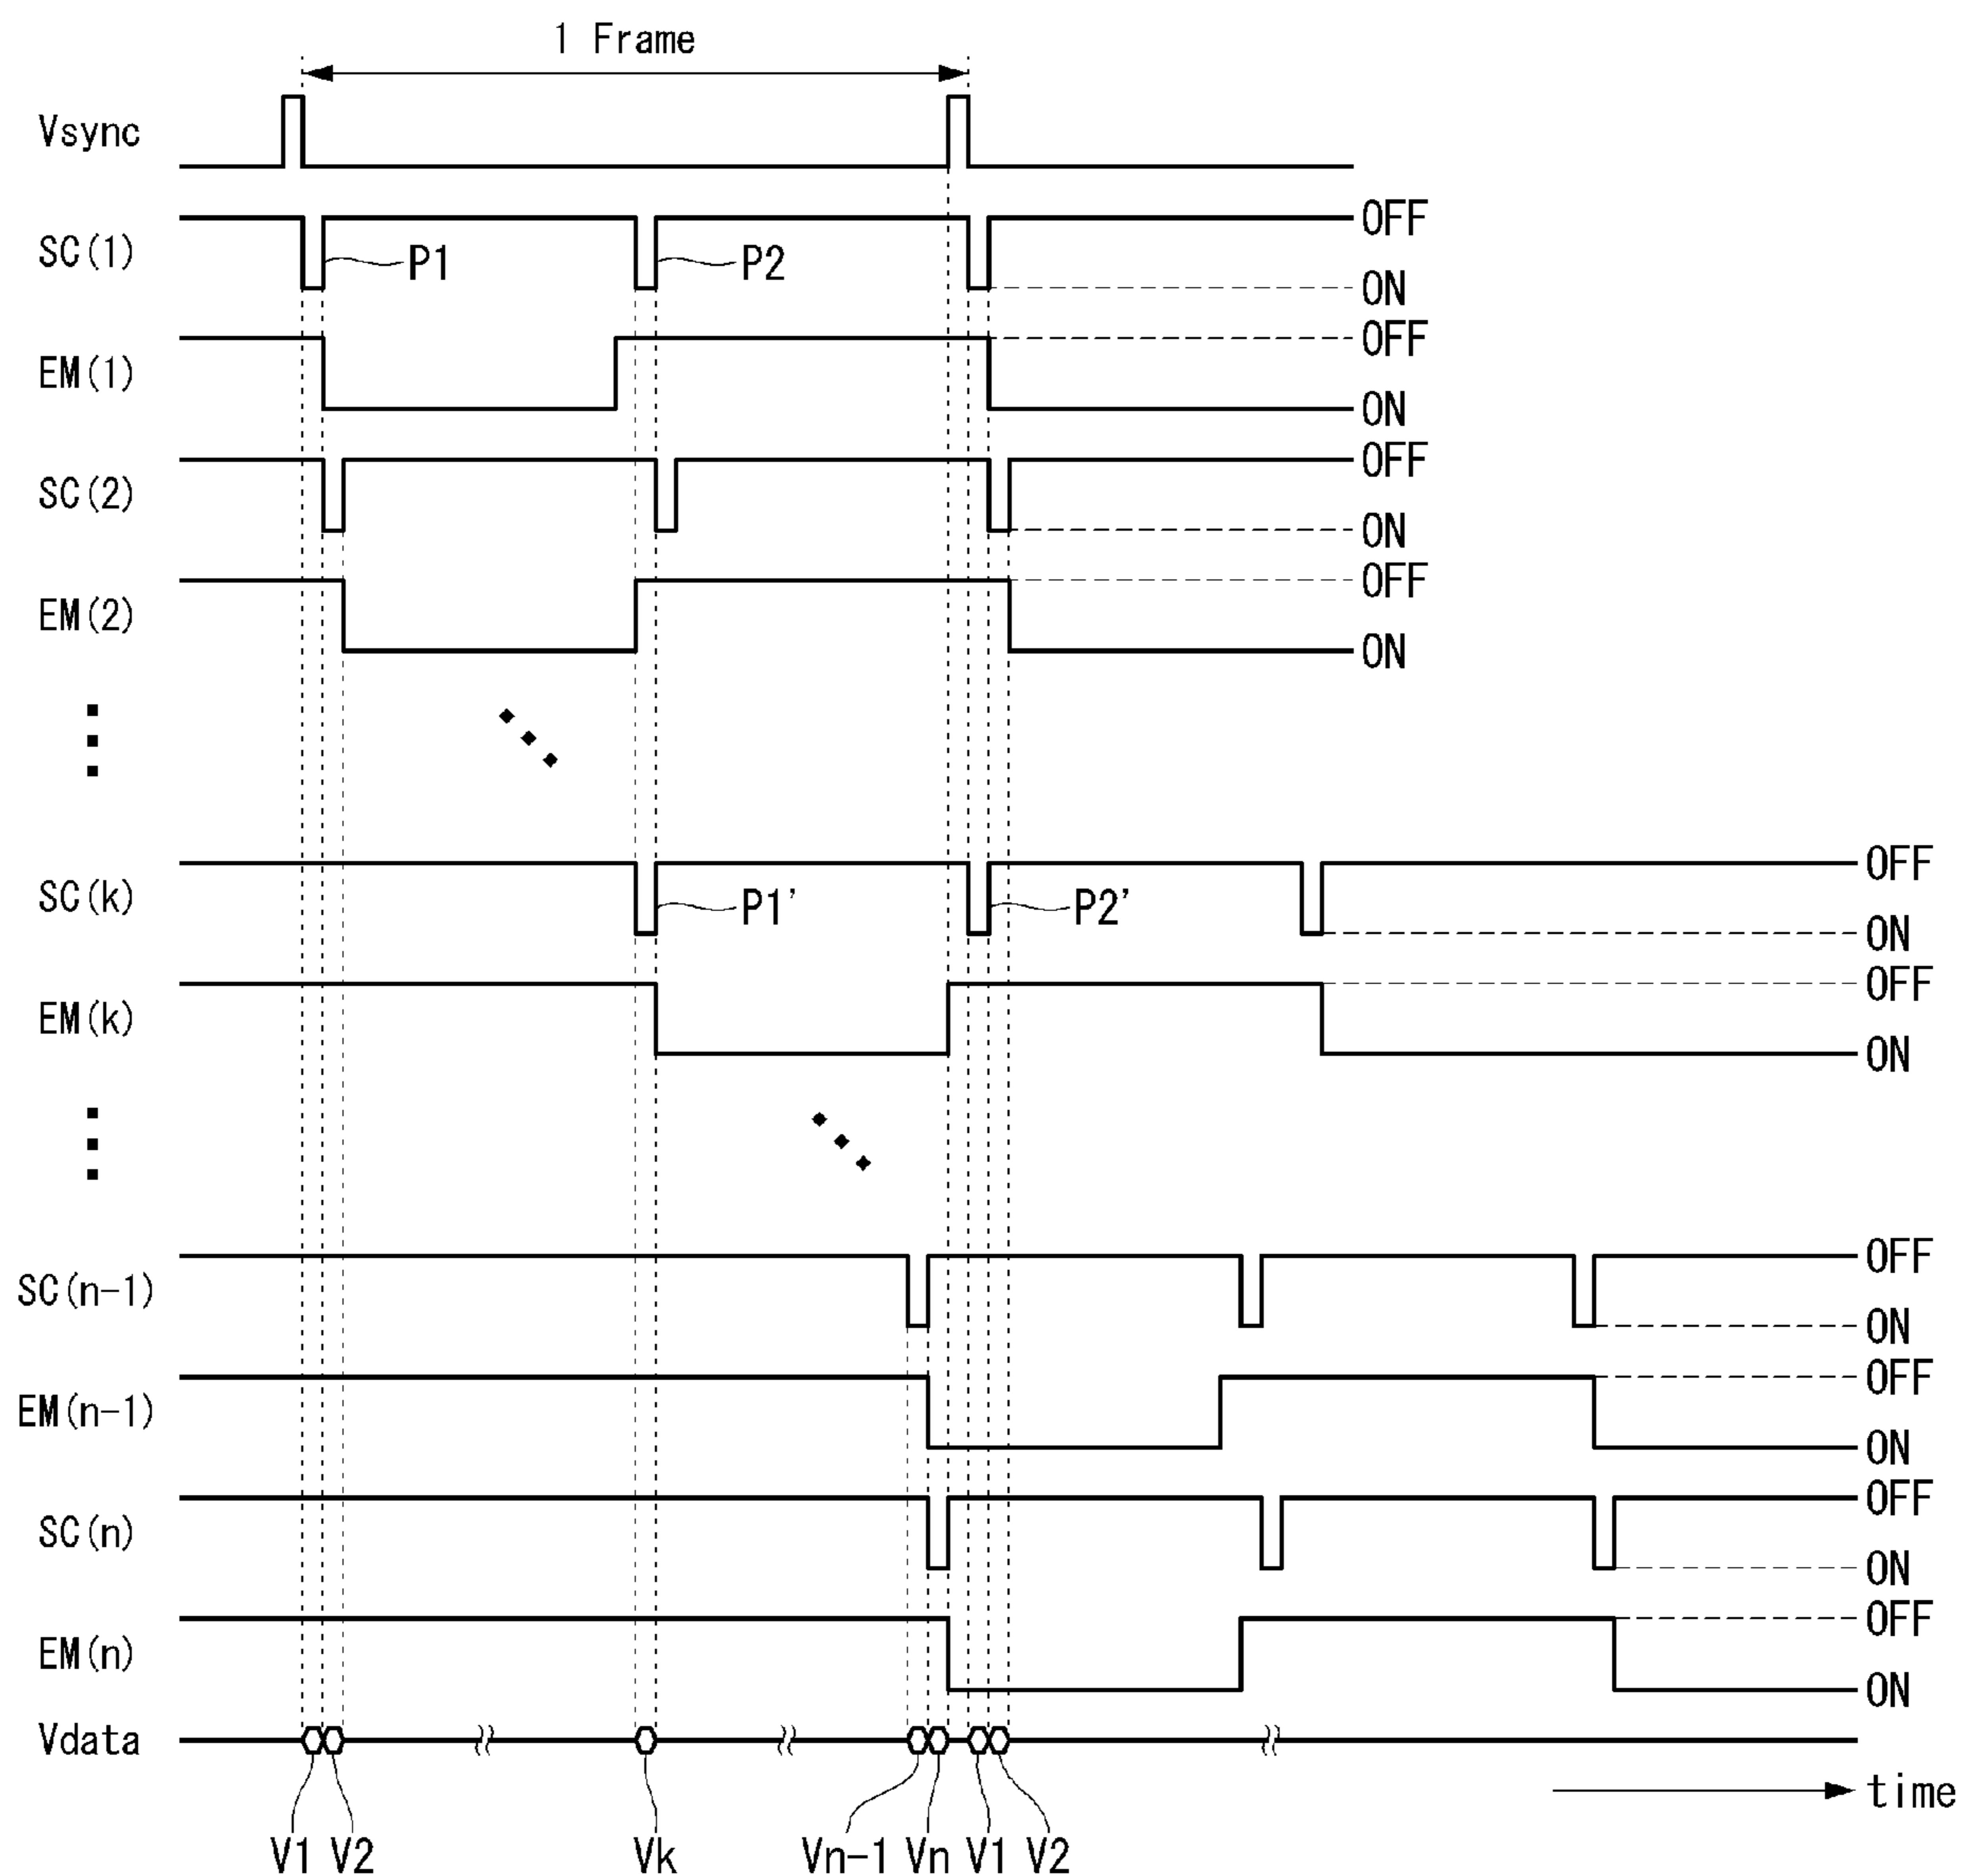 1 Frame
Vsync
SC(1) P1 P2 OFF
ON
EM(1) OFF
ON
SC(2) OFF
ON
EM(2) OFF
ON
SC(k) P1' P2' OFF
ON
EM(k) OFF
ON
SC(n-1) OFF
ON
EM(n-1) OFF
ON
SC(n) OFF
ON
EM(n) OFF
ON
Vdata
time
V1 V2 Vk Vn-1 Vn V1 V2